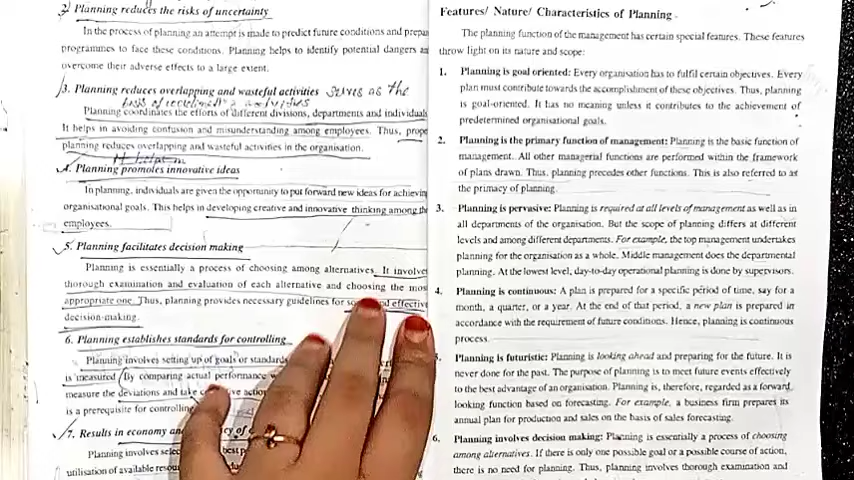 2. Planning reduces the risks of uncertainty
In the process of planning an attempt is made to predict future conditions and prepar
programmes to face these conditions. Planning helps to identify potential dangers an
overcome their adverse effects to a large extent.
3. Planning reduces overlapping and wasteful activities serves as the
basis of
Planning coordinates the efforts of different divisions, departments and individuals
It helps in avoiding confusion and misunderstanding among employees. Thus, prope
planning reduces overlapping and wasteful activities in the organisation.
It helps in
4. Planning promotes innovative ideas
In planning, individuals are given the opportunity to put forward new ideas for achievin
organisational goals. This helps in developing creative and innovative thinking among the
employees.
5. Planning facilitates decision making
Planning is essentially a process of choosing among alternatives. It involve
thorough examination and evaluation of each alternative and choosing the mos
appropriate one. Thus, planning provides necessary guidelines for so nd effective
decision-making.
6. Planning establishes standards for controlling
Planning involves setting up of goals or standards
is measured. By comparing actual performance w
measure the deviations and take c ve actio
is a prerequisite for controlling
7. Results in economy an cy of
Planning involves selec best p
utilisation of available resou
Features/ Nature/ Characteristics of Planning
The planning function of the management has certain special features. These features
throw light on its nature and scope:
1. Planning is goal oriented: Every organisation has to fulfil certain objectives. Every
plan must contribute towards the accomplishment of these objectives. Thus, planning
is goal-oriented. It has no meaning unless it contributes to the achievement of
predetermined organisational goals.
2. Planning is the primary function of management: Planning is the basic function of
management. All other managerial functions are performed within the framework
of plans drawn. Thus, planning precedes other functions. This is also referred to as
the primacy of planning.
3. Planning is pervasive: Planning is required at all levels of management as well as in
all departments of the organisation. But the scope of planning differs at different
levels and among different departments. For example, the top management undertakes
planning for the organisation as a whole. Middle management does the departmental
planning. At the lowest level, day-to-day operational planning is done by supervisors.
4. Planning is continuous: A plan is prepared for a specific period of time, say for a
month, a quarter, or a year. At the end of that period, a new plan is prepared in
accordance with the requirement of future conditions. Hence, planning is continuous
process.
5. Planning is futuristic: Planning is looking ahead and preparing for the future. It is
never done for the past. The purpose of planning is to meet future events effectively
to the best advantage of an organisation. Planning is, therefore, regarded as a forward
looking function based on forecasting. For example, a business firm prepares its
annual plan for production and sales on the basis of sales forecasting.
6. Planning involves decision making: Planning is essentially a process of choosing
among alternatives. If there is only one possible goal or a possible course of action,
there is no need for planning. Thus, planning involves thorough examination and